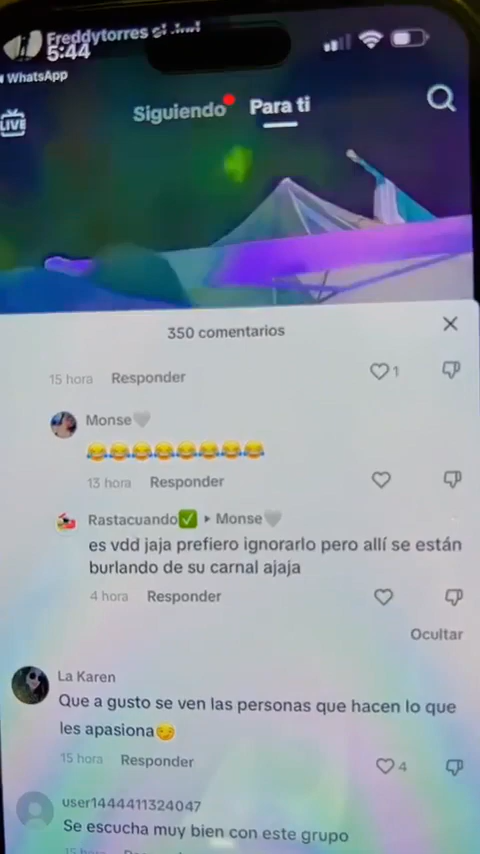 Freddytorres
5:44
WhatsApp
LIVE
Siguiendo
Para ti
350 comentarios
15 hora Responder
1
Monse🤍
😂😂😂😂😂😂😂😂
13 hora Responder
Rastacuando✅ ▸ Monse🤍
es vdd jaja prefiero ignorarlo pero allí se están
burlando de su carnal ajaja
4 hora Responder
Ocultar
La Karen
Que a gusto se ven las personas que hacen lo que
les apasiona😏
15 hora Responder
4
user1444411324047
Se escucha muy bien con este grupo
15 hora